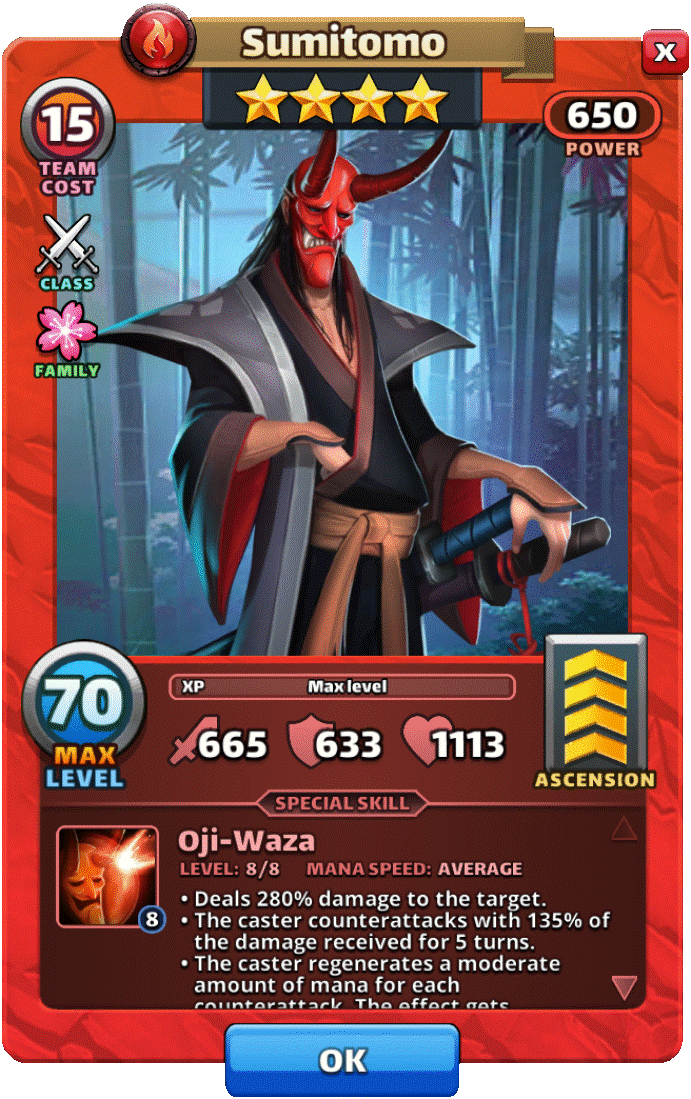 Sumitomo
X
15
TEAM
COST
650
POWER
CLASS
FAMILY
70
MAX
LEVEL
XP Max level
665 633 1113
ASCENSION
SPECIAL SKILL
Oji-Waza
LEVEL: 8/8 MANA SPEED: AVERAGE
8
• Deals 280% damage to the target.
• The caster counterattacks with 135% of
the damage received for 5 turns.
• The caster regenerates a moderate
amount of mana for each
counterattack. The effect gets
OK